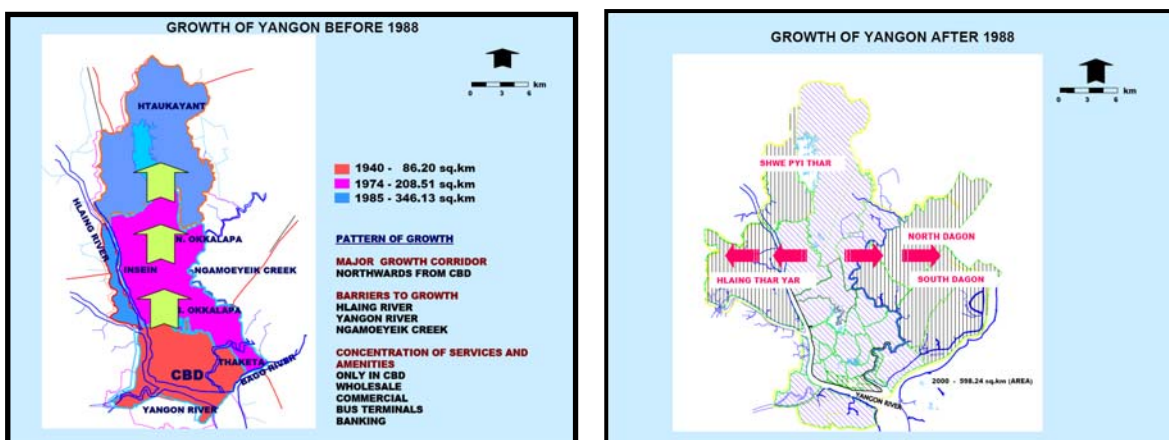 GROWTH OF YANGON BEFORE 1988
km
0 3 6
HTAUKAYANT
1940 - 86.20 sq.km
1974 - 208.51 sq.km
1985 - 346.13 sq.km
HLAING RIVER
N. OKKALAPA
INSEIN
NGAMOEYEIK CREEK
S. OKKALAPA
THAKETA
CBD
BAGO RIVER
YANGON RIVER
PATTERN OF GROWTH
MAJOR GROWTH CORRIDOR
NORTHWARDS FROM CBD
BARRIERS TO GROWTH
HLAING RIVER
YANGON RIVER
NGAMOEYEIK CREEK
CONCENTRATION OF SERVICES AND
AMENITIES
ONLY IN CBD
WHOLESALE
COMMERCIAL
BUS TERMINALS
BANKING
GROWTH OF YANGON AFTER 1988
km
0 3 6
SHWE PYI THAR
NORTH DAGON
HLAING THAR YAR
SOUTH DAGON
2000 - 598.24 sq.km (AREA)
YANGON RIVER